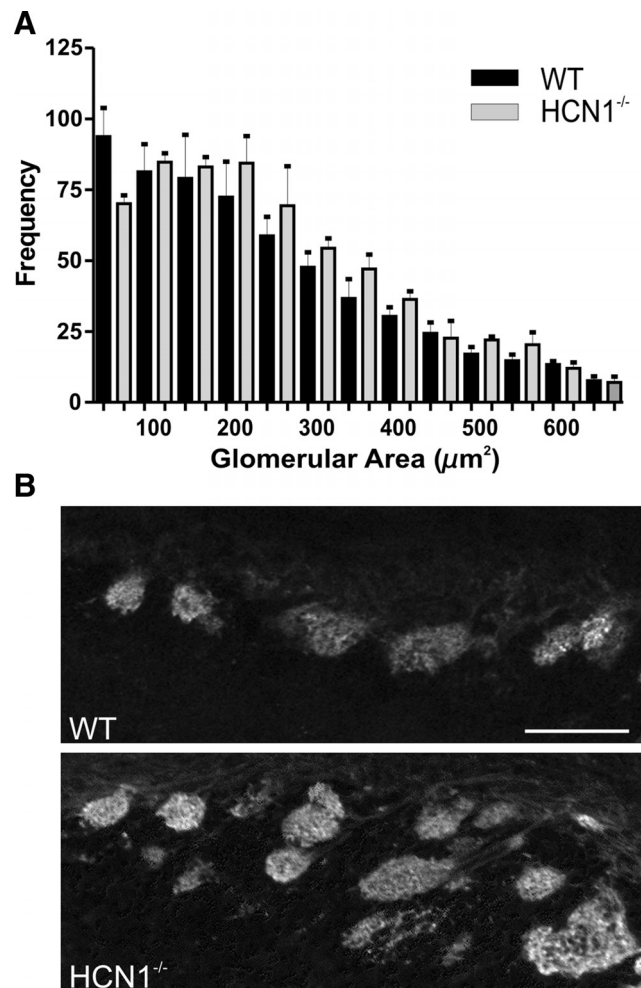 A
125
100
75
50
25
0
Frequency
WT
HCN1-/-
100 200 300 400 500 600
Glomerular Area (μm²)
B
WT
HCN1-/-